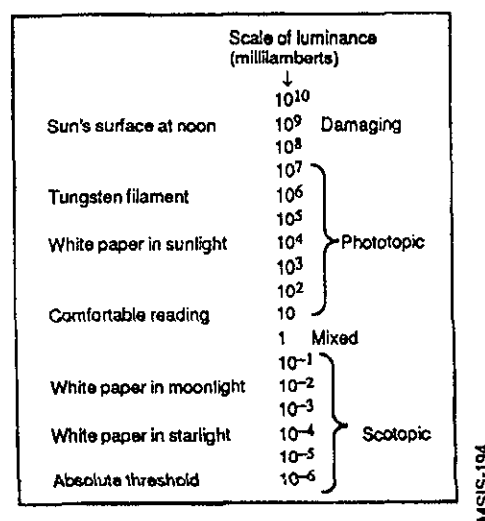 Scale of luminance
(millilamberts)
↓
10¹⁰
Sun's surface at noon 10⁹ Damaging
10⁸
10⁷
Tungsten filament 10⁶
10⁵
White paper in sunlight 10⁴ Phototopic
10³
10²
Comfortable reading 10
1 Mixed
10⁻¹
White paper in moonlight 10⁻²
10⁻³
White paper in starlight 10⁻⁴ Scotopic
10⁻⁵
Absolute threshold 10⁻⁶
MSIS-194